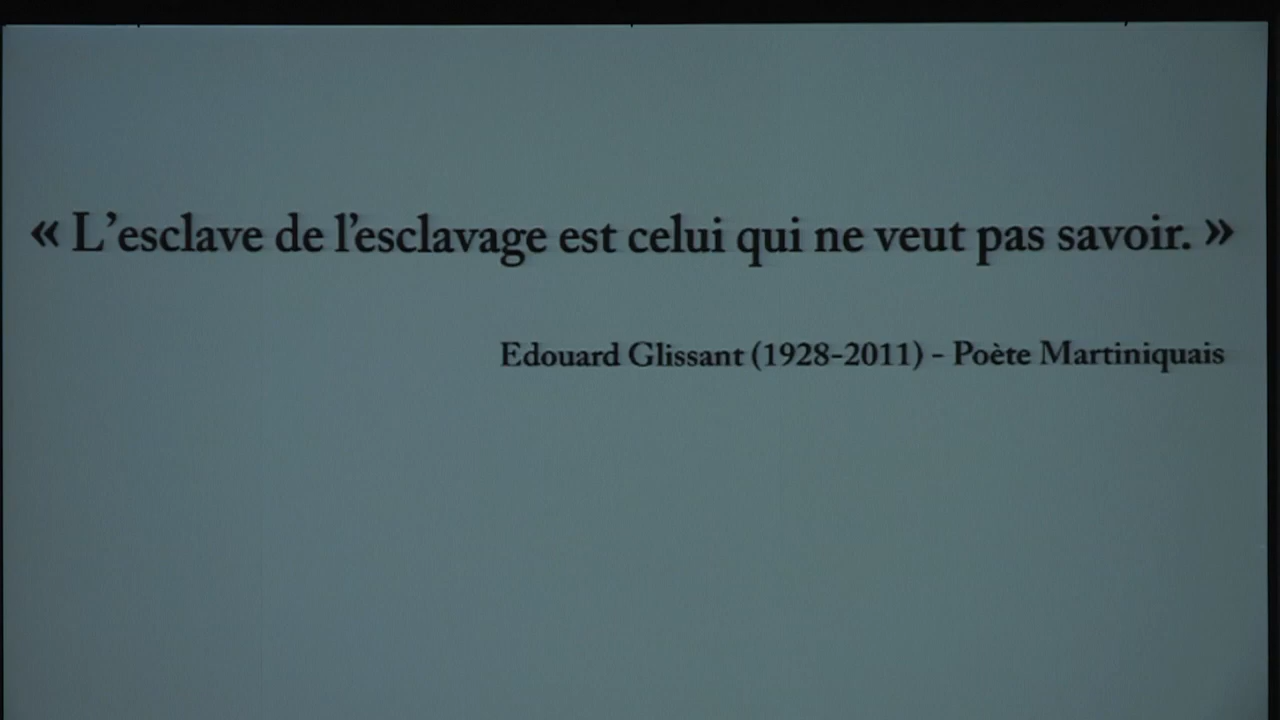 « L’esclave de l’esclavage est celui qui ne veut pas savoir. »
Edouard Glissant (1928-2011) - Poète Martiniquais